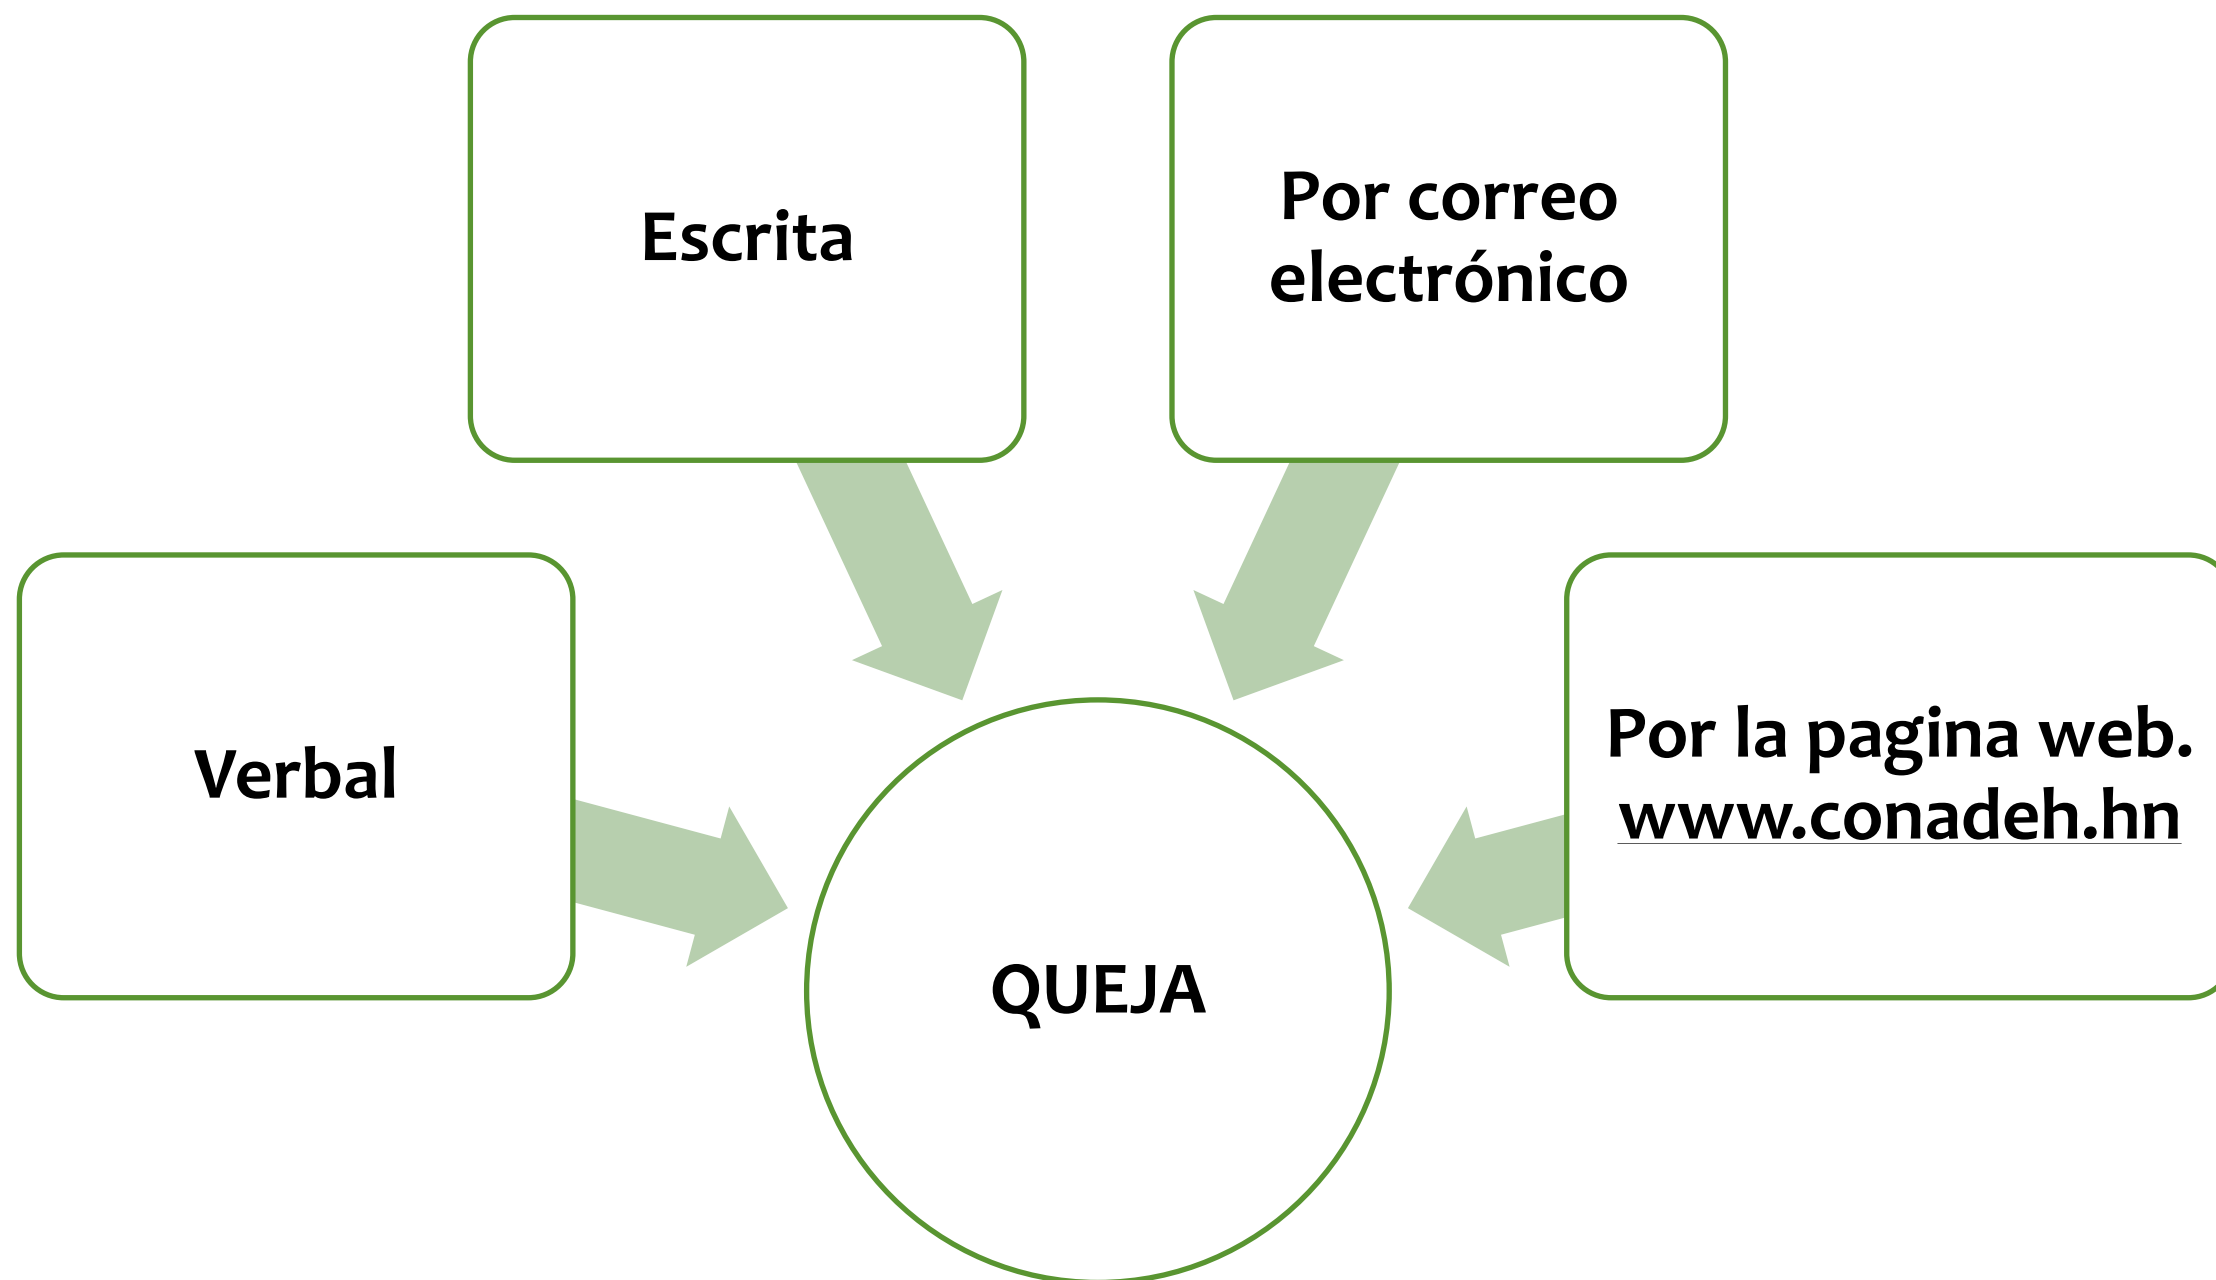 Escrita
Por correo
electrónico
Verbal
Por la pagina web.
www.conadeh.hn
QUEJA